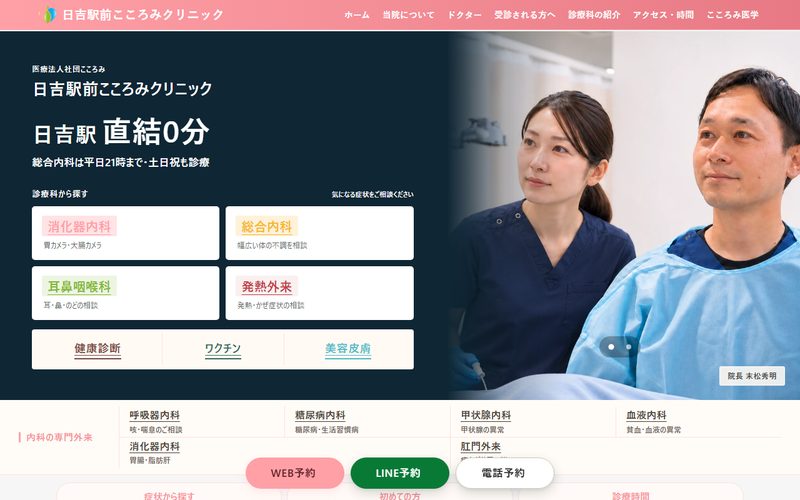 日吉駅前こころみクリニック
ホーム 当院について ドクター 受診される方へ 診療科の紹介 アクセス・時間 こころみ医学
医療法人社団こころみ
日吉駅前こころみクリニック
日吉駅 直結0分
総合内科は平日21時まで・土日祝も診療
診療科から探す 気になる症状をご相談ください
消化器内科
胃カメラ・大腸カメラ
総合内科
幅広い体の不調を相談
耳鼻咽喉科
耳・鼻・のどの相談
発熱外来
発熱・かぜ症状の相談
健康診断 ワクチン 美容皮膚
院長 末松秀明
内科の専門外来
呼吸器内科
咳・喘息のご相談
糖尿病内科
糖尿病・生活習慣病
甲状腺内科
甲状腺の異常
血液内科
貧血・血液の異常
消化器内科
胃腸・脂肪肝
肛門外来
WEB予約 LINE予約 電話予約
症状から探す 初めての方 診療時間